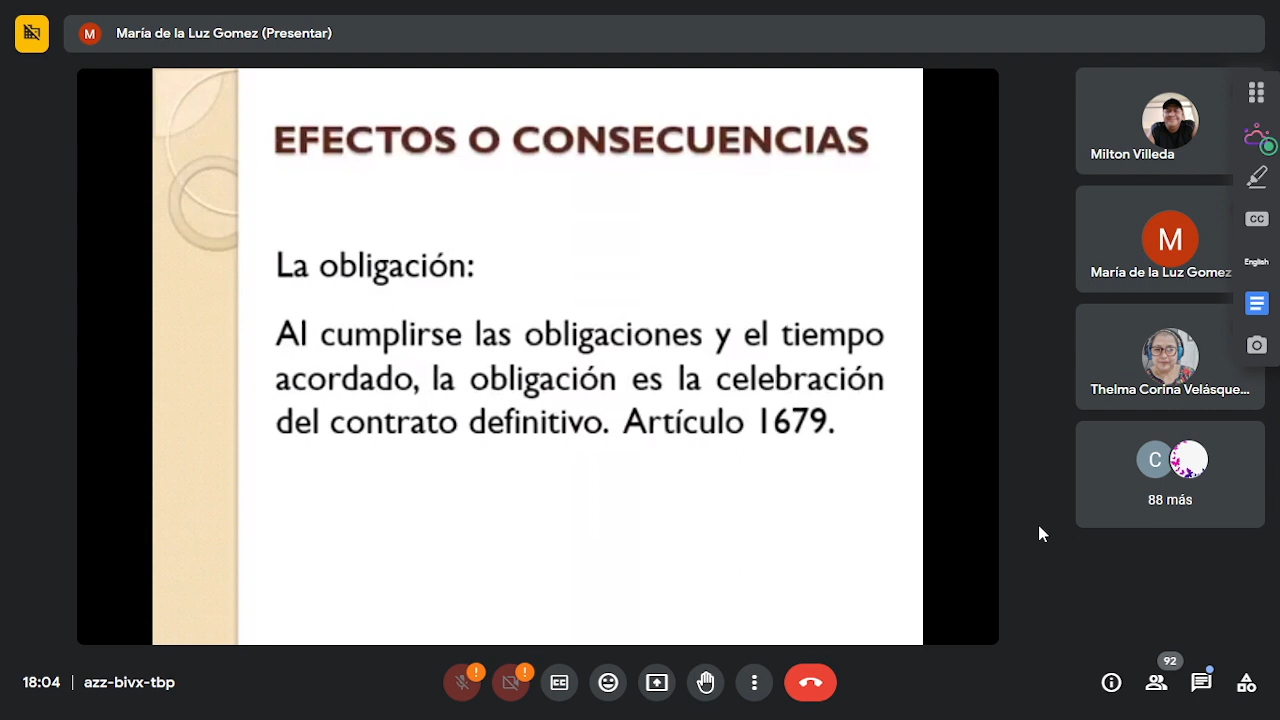 M María de la Luz Gomez (Presentar)
EFECTOS O CONSECUENCIAS
La obligación:
Al cumplirse las obligaciones y el tiempo
acordado, la obligación es la celebración
del contrato definitivo. Artículo 1679.
Milton Villeda
M
María de la Luz Gomez
Thelma Corina Velásque...
C
88 más
CC
English
18:04 | azz-bivx-tbp
92